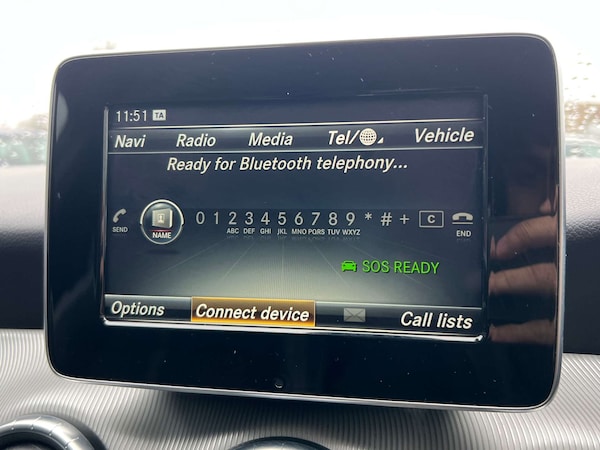 11:51 TA
Navi Radio Media Tel/ Vehicle
Ready for Bluetooth telephony...
0 1 2 3 4 5 6 7 8 9 * # + C
SEND NAME ABC DEF GHI JKL MNO PQRS TUV WXYZ END
SOS READY
Options Connect device Call lists